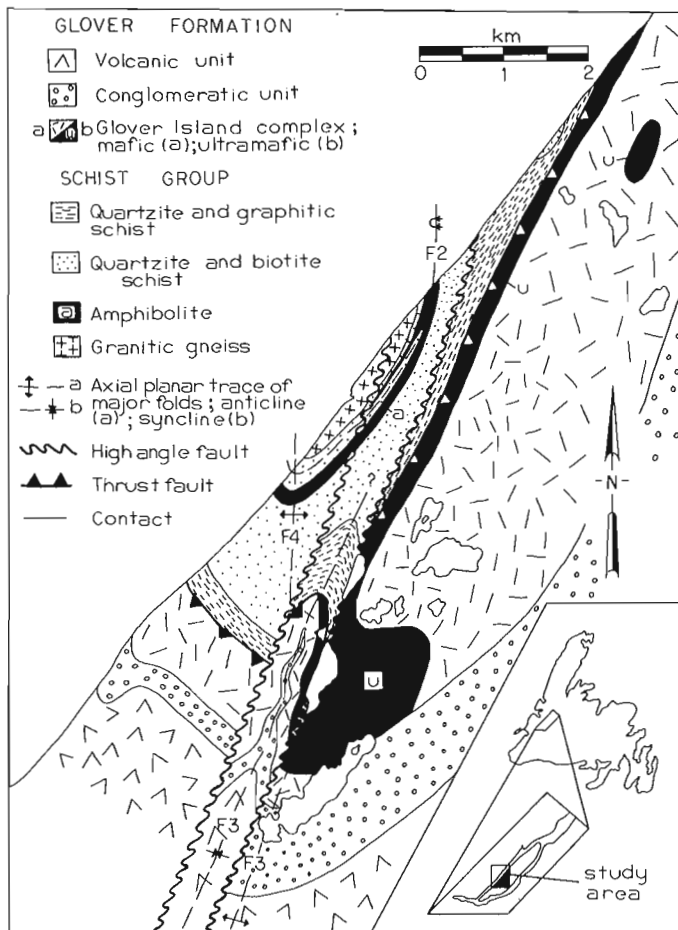 GLOVER FORMATION
Volcanic unit
Conglomeratic unit
a u b Glover Island complex;
mafic (a); ultramafic (b)
SCHIST GROUP
Quartzite and graphitic
schist
Quartzite and biotite
schist
a Amphibolite
Granitic gneiss
a Axial planar trace of
b major folds; anticline
(a); syncline (b)
High angle fault
Thrust fault
Contact
km
0 1 2
U
F2
U
a
?
F4
-N-
U
F3
F3
study
area